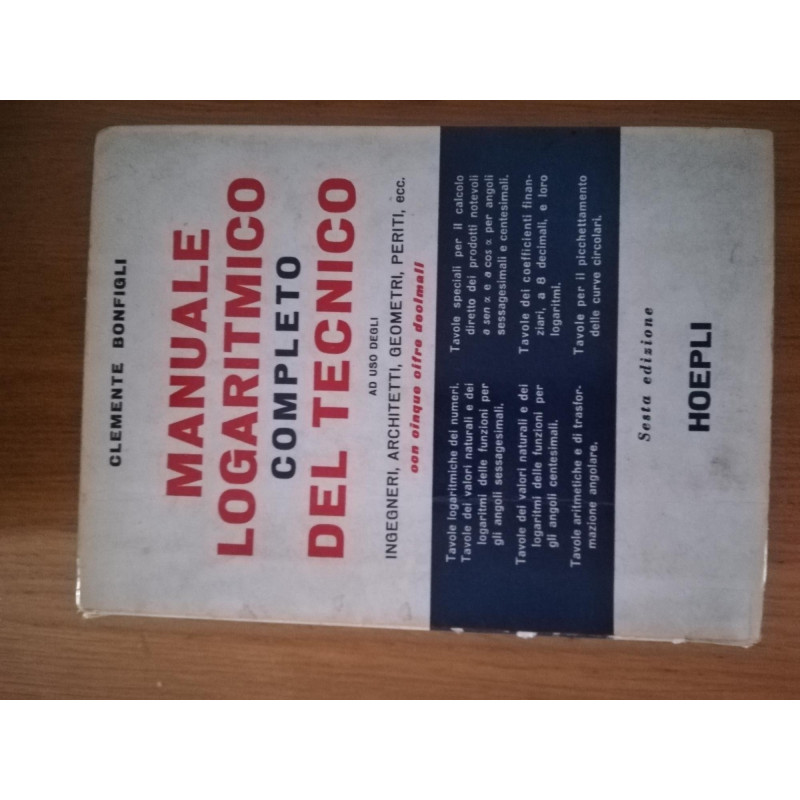 CLEMENTE BONFIGLI
MANUALE
LOGARITMICO
COMPLETO
DEL TECNICO
AD USO DEGLI
INGEGNERI, ARCHITETTI, GEOMETRI, PERITI, ecc.
con cinque cifre decimali
Tavole logaritmiche dei numeri.
Tavole dei valori naturali e dei
logaritmi delle funzioni per
gli angoli sessagesimali.
Tavole dei valori naturali e dei
logaritmi delle funzioni per
gli angoli centesimali.
Tavole aritmetiche e di trasfor-
mazione angolare.
Tavole speciali per il calcolo
diretto dei prodotti notevoli
a sen α e a cos α per angoli
sessagesimali e centesimali.
Tavole dei coefficienti finan-
ziari, a 8 decimali, e loro
logaritmi.
Tavole per il picchettamento
delle curve circolari.
Sesta edizione
HOEPLI